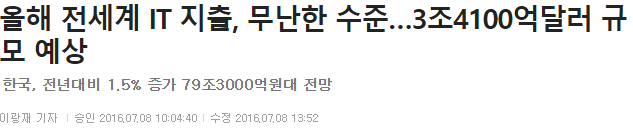 올해 전세계 IT 지출, 무난한 수준…3조4100억달러 규
모 예상
한국, 전년대비 1.5% 증가 79조3000억원대 전망
이광재 기자 | 승인 2016.07.08 10:04:40 | 수정 2016.07.08 13:52